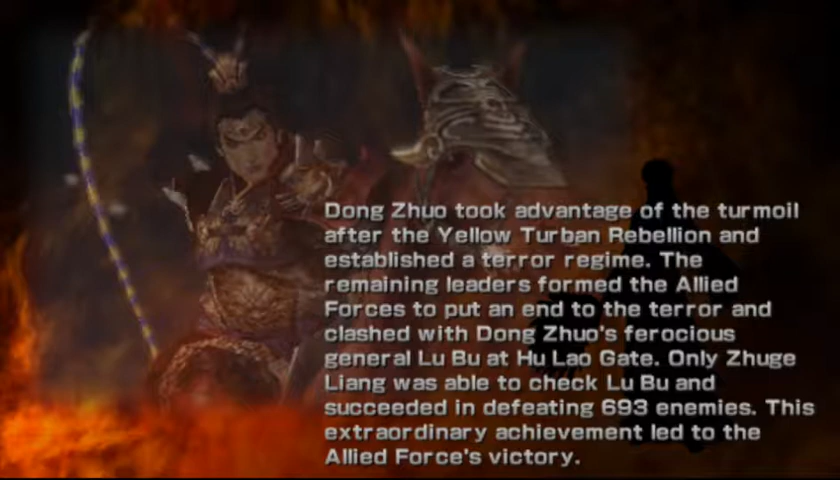 Dong Zhuo took advantage of the turmoil
after the Yellow Turban Rebellion and
established a terror regime. The
remaining leaders formed the Allied
Forces to put an end to the terror and
clashed with Dong Zhuo's ferocious
general Lu Bu at Hu Lao Gate. Only Zhuge
Liang was able to check Lu Bu and
succeeded in defeating 693 enemies. This
extraordinary achievement led to the
Allied Force's victory.